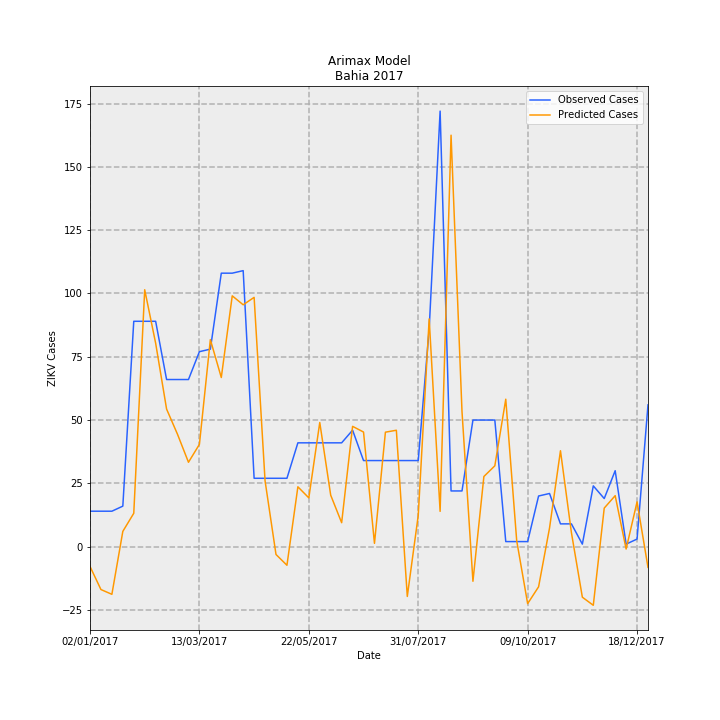 Arimax Model
Bahia 2017
Observed Cases
Predicted Cases
175
150
125
100
75
50
25
0
−25
ZIKV Cases
02/01/2017 13/03/2017 22/05/2017 31/07/2017 09/10/2017 18/12/2017
Date